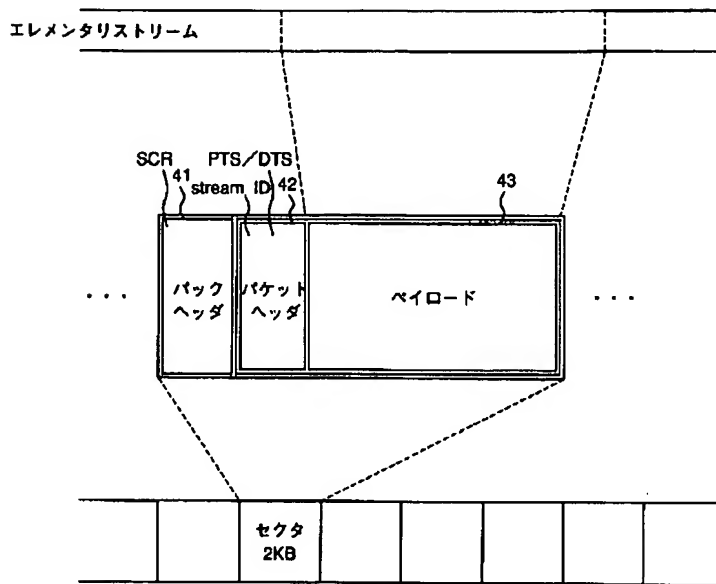 エレメンタリストリーム
SCR
PTS/DTS
41
stream ID
42
43
パック
ヘッダ
パケット
ヘッダ
ペイロード
・・・
・・・
セクタ
2KB